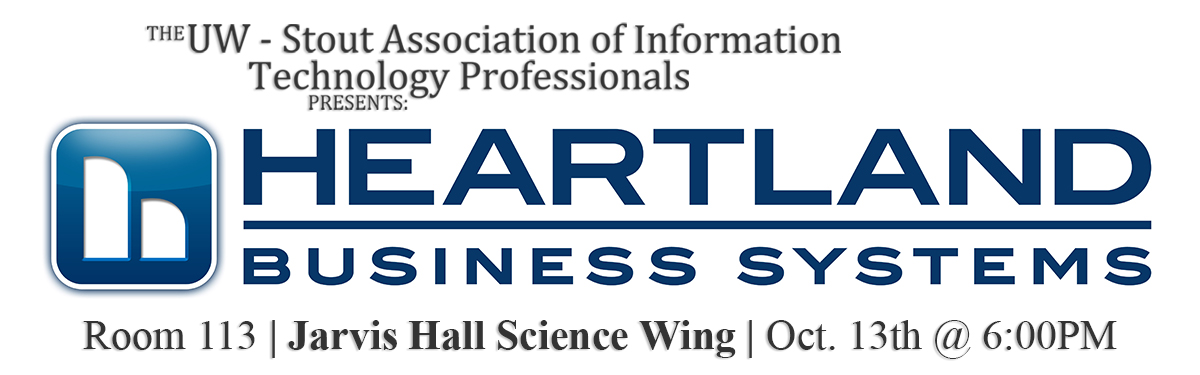 THE UW - Stout Association of Information
Technology Professionals
PRESENTS:
HEARTLAND
BUSINESS SYSTEMS
Room 113 | Jarvis Hall Science Wing | Oct. 13th @ 6:00PM